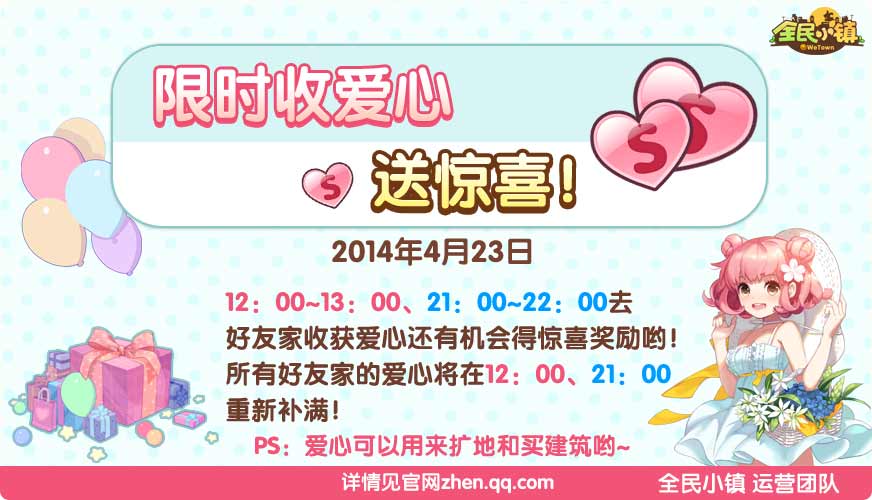 全民小镇
WeTown
限时收爱心
S
S
S
送惊喜！
2014年4月23日
12：00~13：00、21：00~22：00去
好友家收获爱心还有机会得惊喜奖励哟！
所有好友家的爱心将在12：00、21：00
重新补满！
PS：爱心可以用来扩地和买建筑哟~
详情见官网zhen.qq.com
全民小镇 运营团队